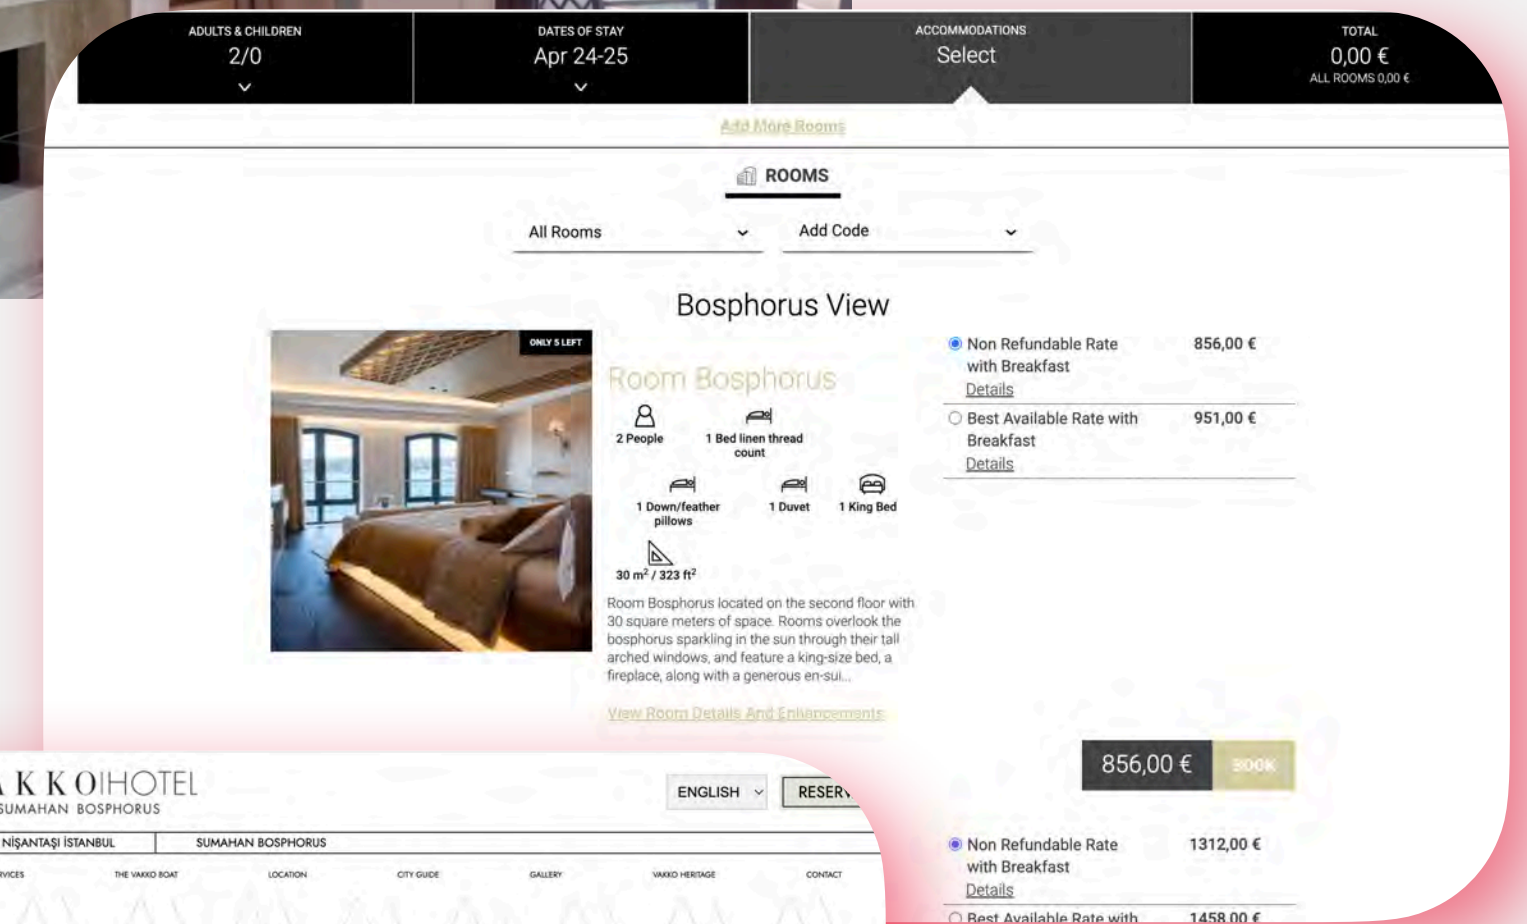 ADULTS & CHILDREN
2/0
DATES OF STAY
Apr 24-25
ACCOMMODATIONS
Select
TOTAL
0,00 €
ALL ROOMS 0,00 €
Add More Rooms
ROOMS
All Rooms
Add Code
Bosphorus View
ONLY 5 LEFT
Room Bosphorus
2 People
1 Bed linen thread
count
1 Down/feather
pillows
1 Duvet
1 King Bed
30 m² / 323 ft²
Room Bosphorus located on the second floor with
30 square meters of space. Rooms overlook the
bosphorus sparkling in the sun through their tall
arched windows, and feature a king-size bed, a
fireplace, along with a generous en-sui...
View Room Details And Enhancements
Non Refundable Rate
with Breakfast
856,00 €
Details
Best Available Rate with
Breakfast
951,00 €
Details
856,00 €
BOOK
Non Refundable Rate
with Breakfast
1312,00 €
Details
Best Available Rate with
1458,00 €
AKKO|HOTEL
SUMAHAN BOSPHORUS
ENGLISH
RESERV
NİŞANTAŞI İSTANBUL
SUMAHAN BOSPHORUS
RVICES
THE VAKKO BOAT
LOCATION
CITY GUIDE
GALLERY
VAKKO HERITAGE
CONTACT